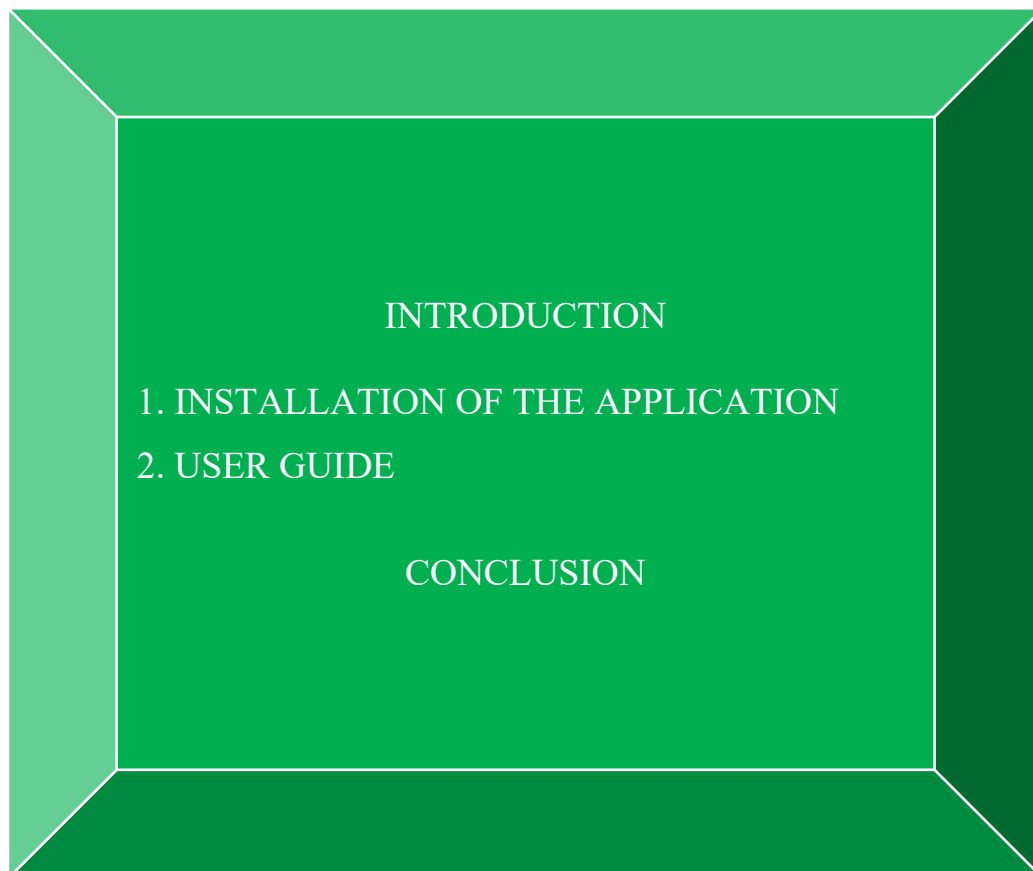 INTRODUCTION
1. INSTALLATION OF THE APPLICATION
2. USER GUIDE
CONCLUSION